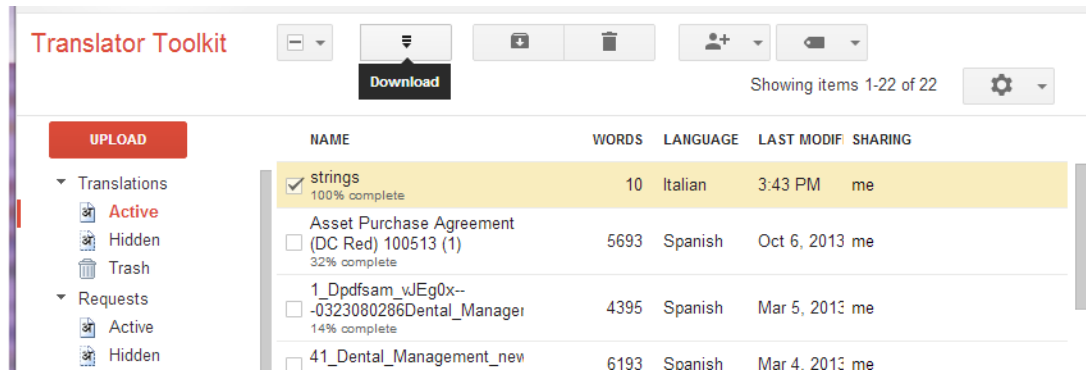 Translator Toolkit
Download
Showing items 1-22 of 22
UPLOAD
NAME WORDS LANGUAGE LAST MODIFI SHARING
Translations
Active
Hidden
Trash
Requests
Active
Hidden
strings
100% complete
10 Italian 3:43 PM me
Asset Purchase Agreement
(DC Red) 100513 (1)
32% complete
5693 Spanish Oct 6, 2013 me
-0323080286Dental_Manager
14% complete
4395 Spanish Mar 5, 2013 me
41_Dental_Management_new
6193 Spanish Mar 4, 2013 me